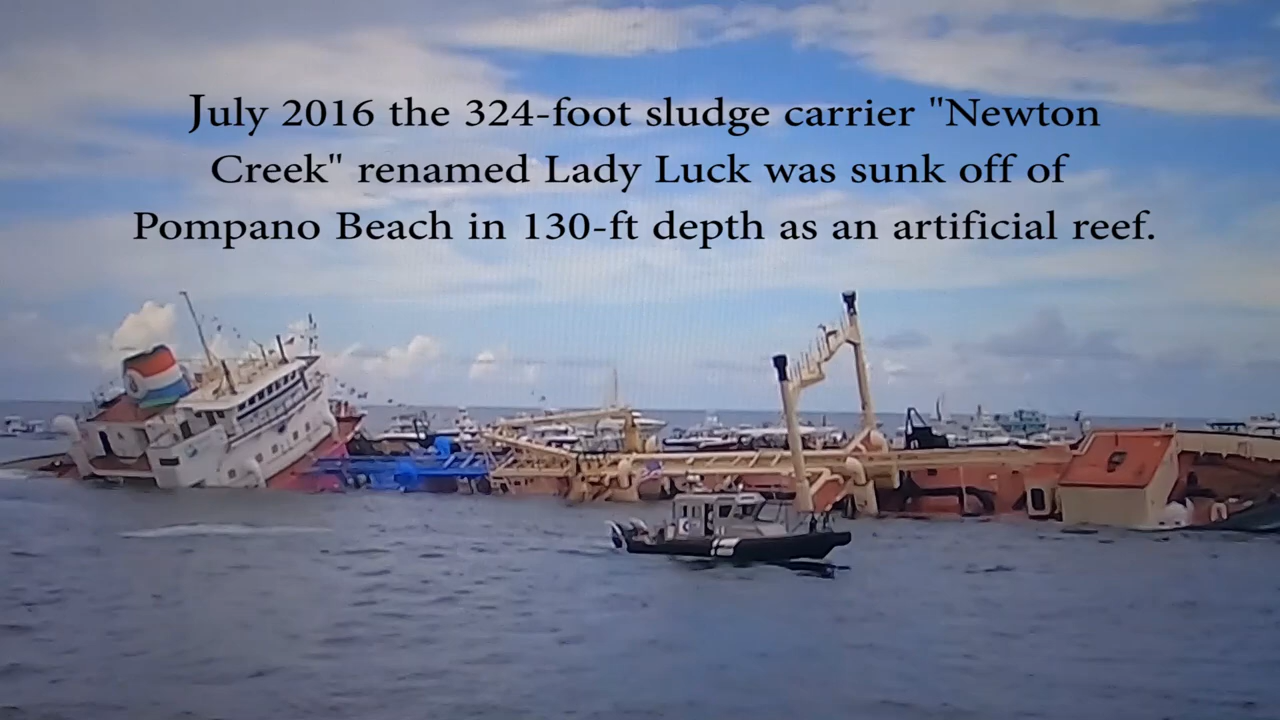 July 2016 the 324-foot sludge carrier "Newton
Creek" renamed Lady Luck was sunk off of
Pompano Beach in 130-ft depth as an artificial reef.